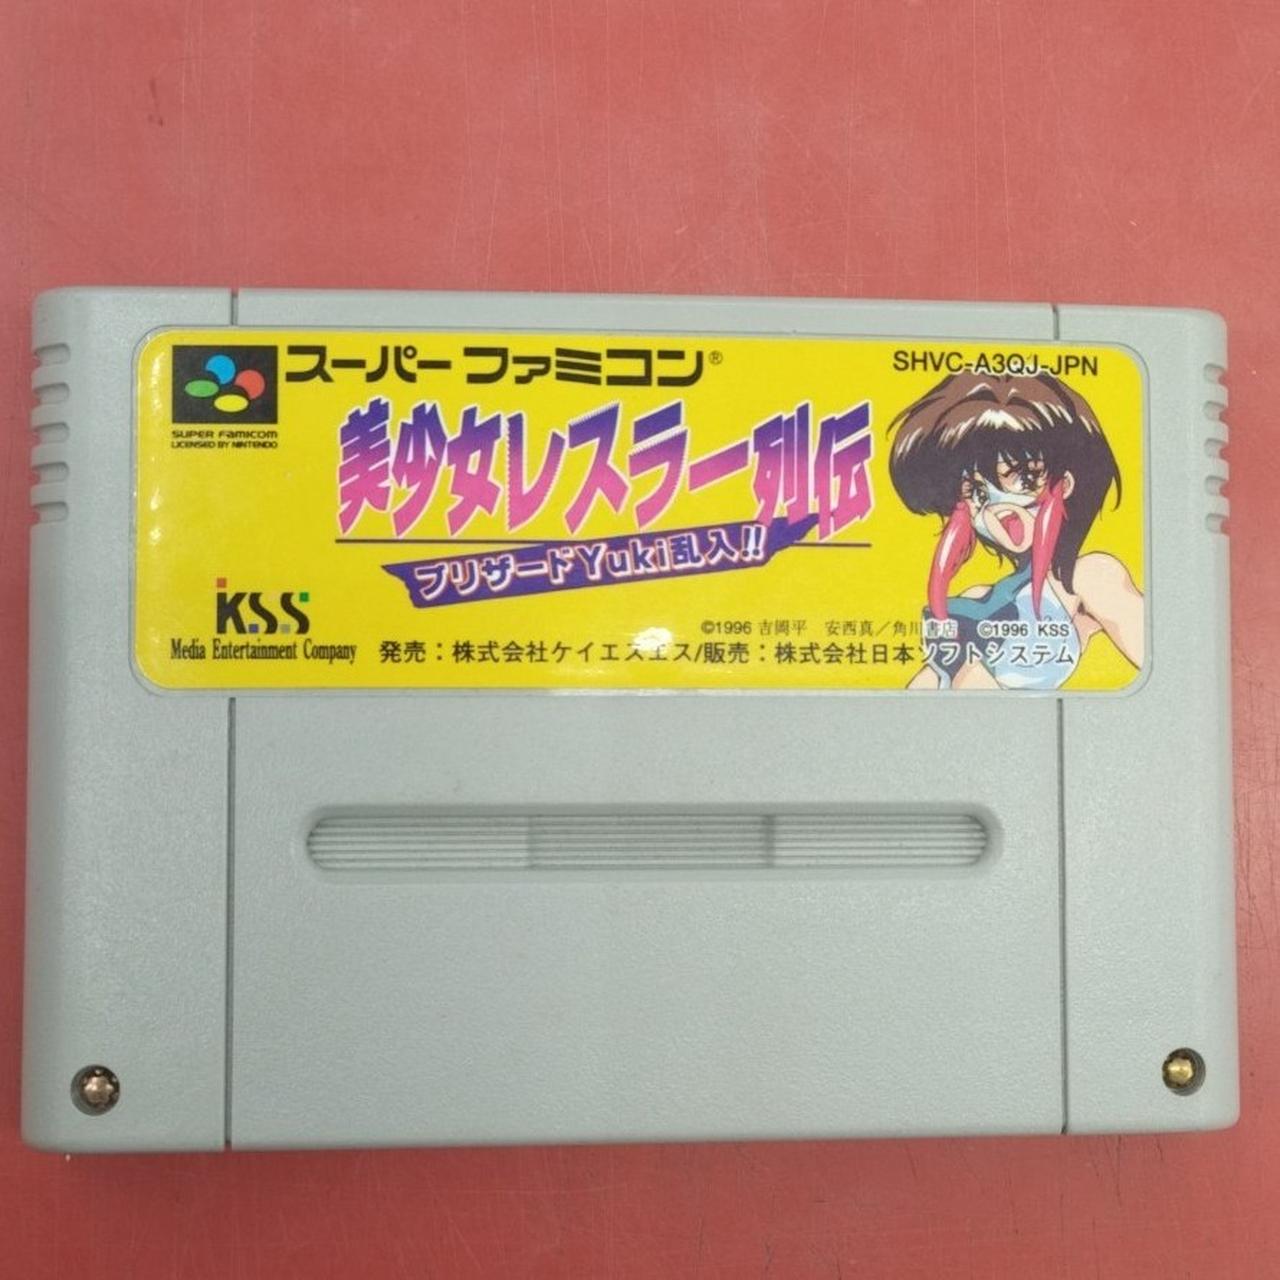 スーパーファミコン® SHVC-A3QJ-JPN
SUPER FAMICOM
LICENSED BY NINTENDO
美少女レスラー列伝
ブリザードYuki乱入!!
KSS
Media Entertainment Company
©1996 吉岡平 安西真／角川書店 ©1996 KSS
発売：株式会社ケイエスエス/販売：株式会社日本ソフトシステム